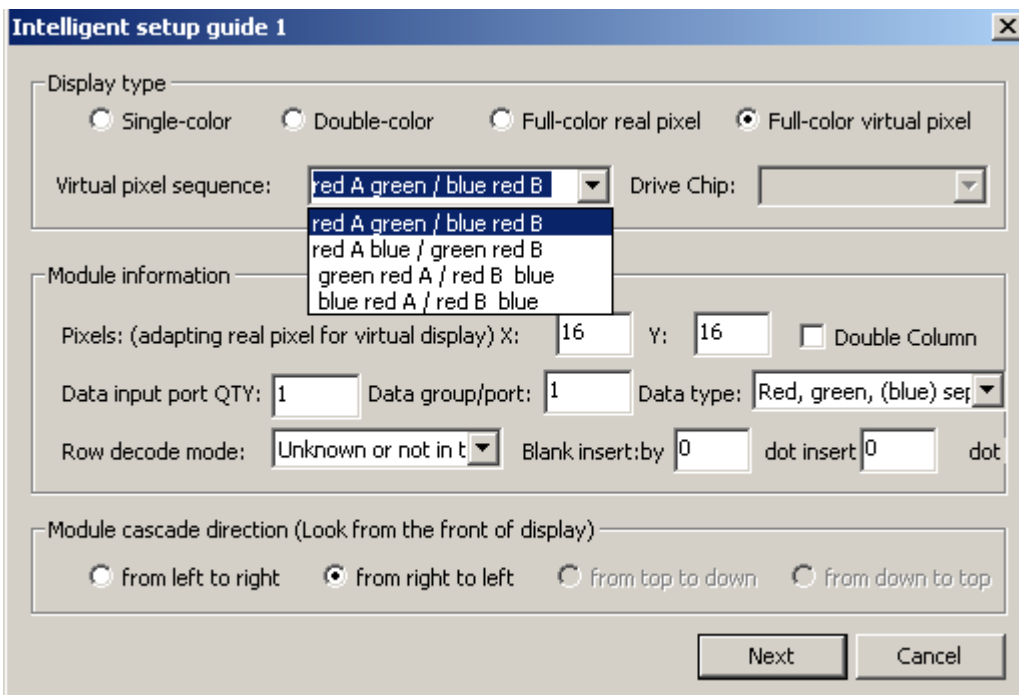 Intelligent setup guide 1
Display type
Single-color Double-color Full-color real pixel Full-color virtual pixel
Virtual pixel sequence: red A green / blue red B Drive Chip:
red A green / blue red B
red A blue / green red B
green red A / red B blue
blue red A / red B blue
Module information
Pixels: (adapting real pixel for virtual display) X: 16 Y: 16 Double Column
Data input port QTY: 1 Data group/port: 1 Data type: Red, green, (blue) sep
Row decode mode: Unknown or not in t Blank insert:by 0 dot insert 0 dot
Module cascade direction (Look from the front of display)
from left to right from right to left from top to down from down to top
Next Cancel